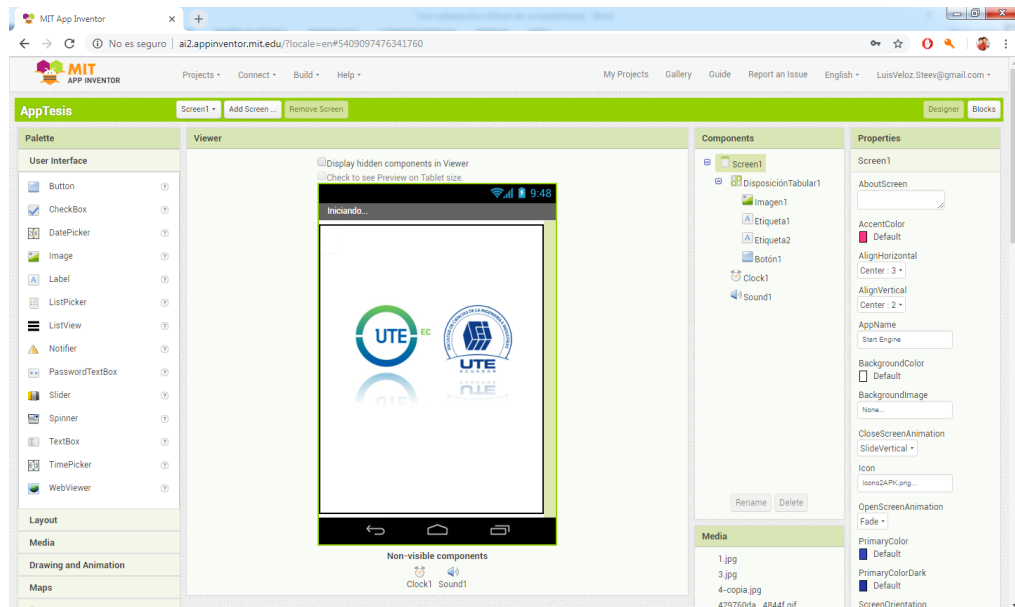 MIT App Inventor
No es seguro | ai2.appinventor.mit.edu/?locale=en#5409097476341760
MIT
APP INVENTOR
Projects Connect Build Help My Projects Gallery Guide Report an Issue English LuisVeloz.Steev@gmail.com
AppTesis Screen1 Add Screen ... Remove Screen Designer Blocks
Palette
User Interface
Button
CheckBox
DatePicker
Image
Label
ListPicker
ListView
Notifier
PasswordTextBox
Slider
Spinner
TextBox
TimePicker
WebViewer
Layout
Media
Drawing and Animation
Maps
Viewer
Display hidden components in Viewer
Check to see Preview on Tablet size.
9:48
Iniciando...
UTE EC
UTE
ECUADOR
Non-visible components
Clock1 Sound1
Components
Screen1
DisposiciónTabular1
Imagen1
Etiqueta1
Etiqueta2
Botón1
Clock1
Sound1
Rename Delete
Media
1.jpg
3.jpg
4-copia.jpg
429760da...4844f.gif
Properties
Screen1
AboutScreen
AccentColor
Default
AlignHorizontal
Center : 3
AlignVertical
Center : 2
AppName
Start Engine
BackgroundColor
Default
BackgroundImage
None...
CloseScreenAnimation
SlideVertical
Icon
Icono2APK.png...
OpenScreenAnimation
Fade
PrimaryColor
Default
PrimaryColorDark
Default
ScreenOrientation